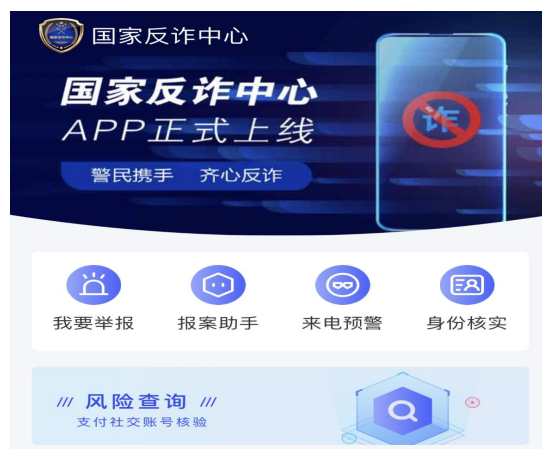 国家反诈中心
国家反诈中心
APP正式上线
警民携手 齐心反诈
诈
我要举报 报案助手 来电预警 身份核实
/// 风险查询 ///
支付社交账号核验